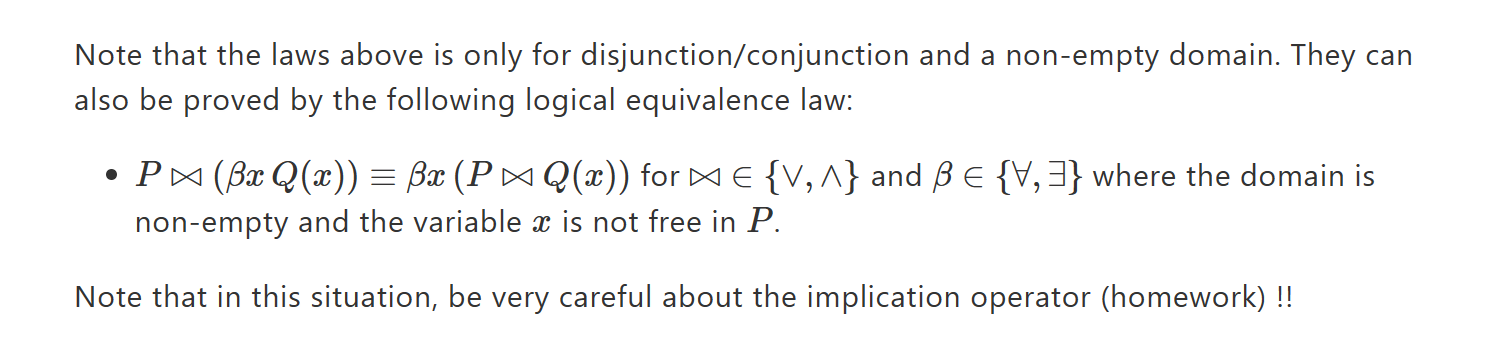 Note that the laws above is only for disjunction/conjunction and a non-empty domain. They can
also be proved by the following logical equivalence law:
• P ⋈ (βx Q(x)) ≡ βx (P ⋈ Q(x)) for ⋈ ∈ {∨, ∧} and β ∈ {∀, ∃} where the domain is
non-empty and the variable x is not free in P.
Note that in this situation, be very careful about the implication operator (homework) !!